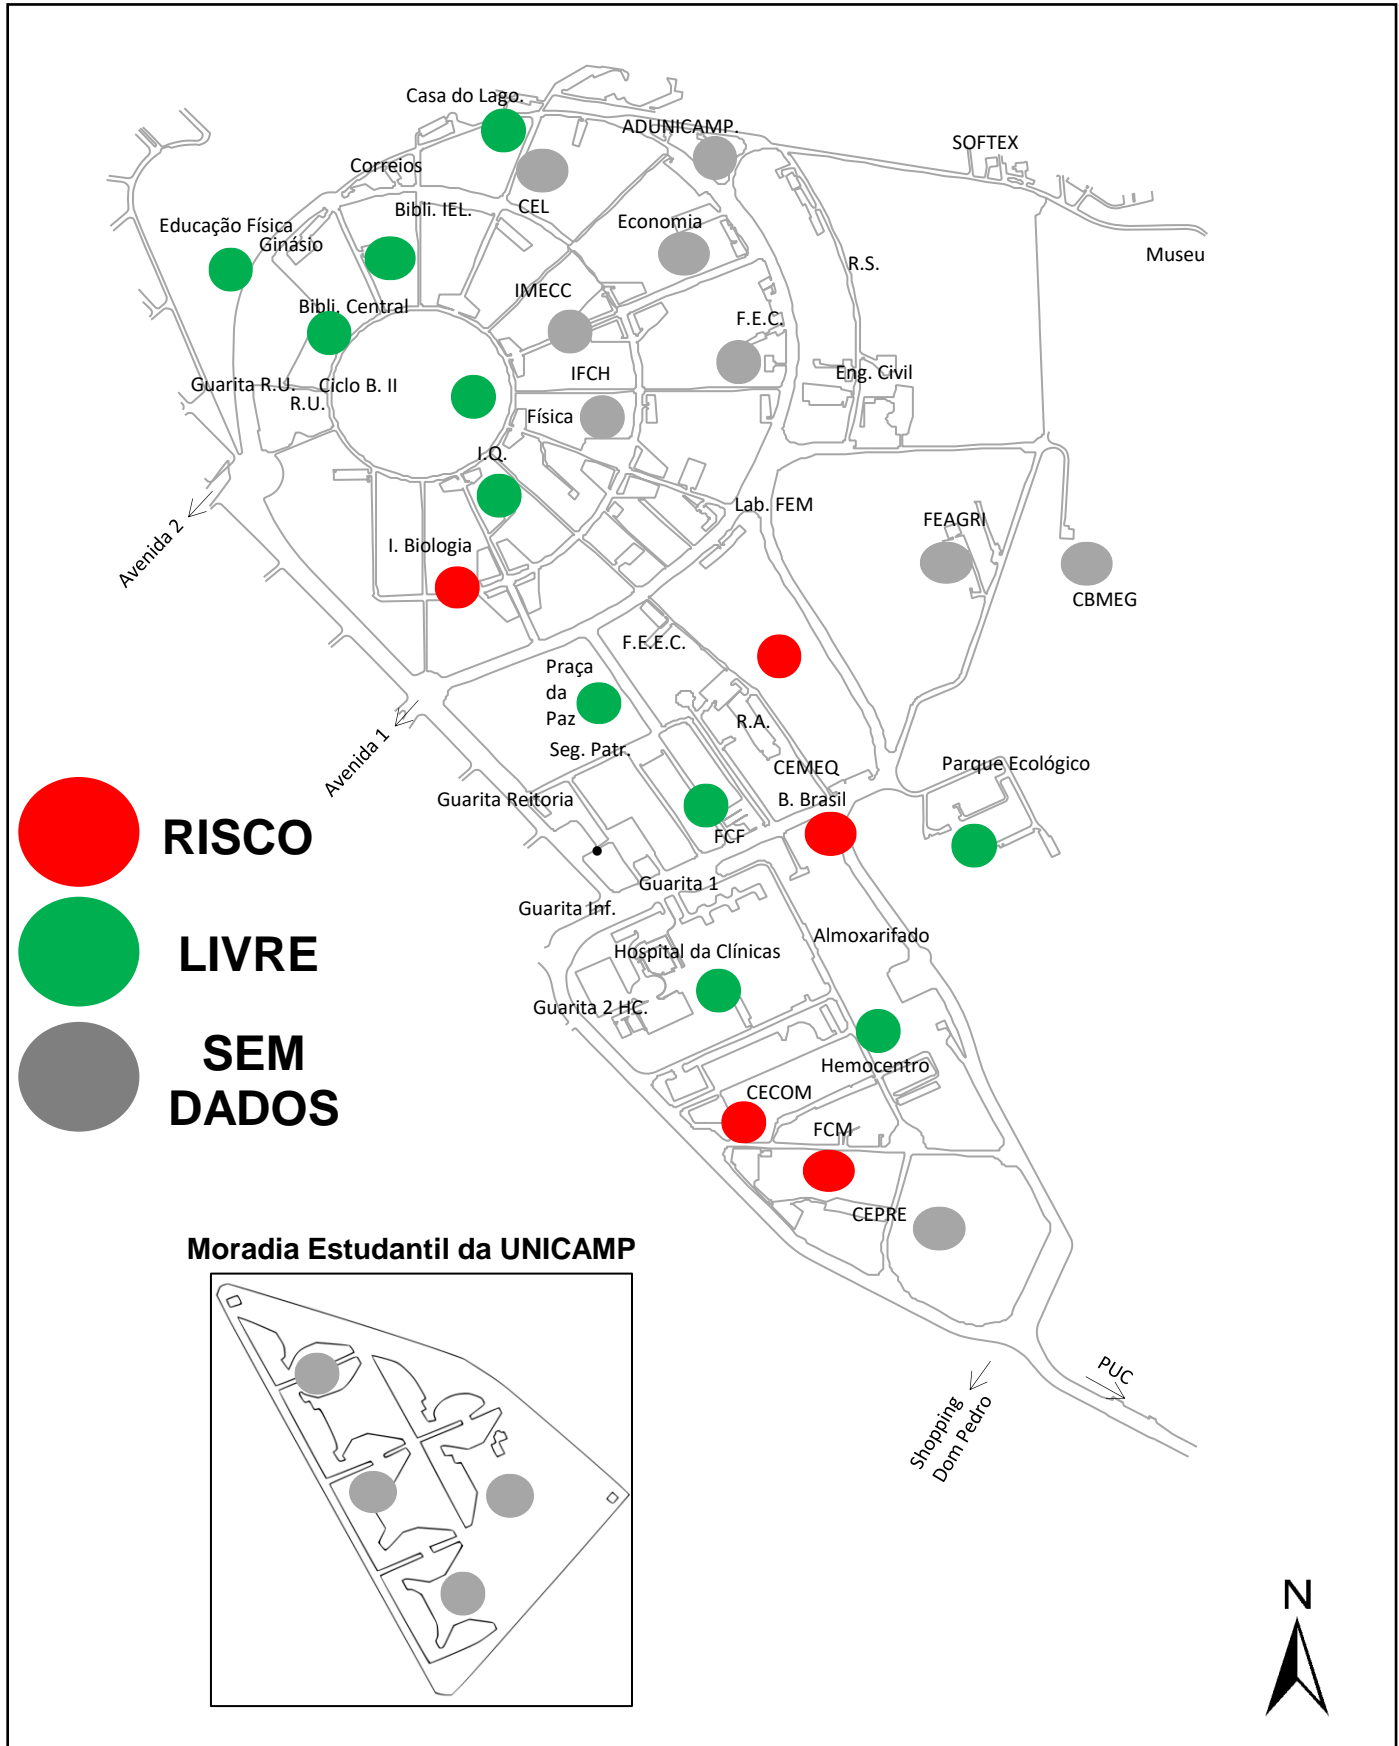 Casa do Lago.
ADUNICAMP.
SOFTEX
Correios
Bibli. IEL.
CEL
Educação Física
Ginásio
Economia
Museu
R.S.
IMECC
Bibli. Central
F.E.C.
IFCH
Eng. Civil
Guarita R.U.
Ciclo B. II
R.U.
Física
I.Q.
Lab. FEM
FEAGRI
Avenida 2
I. Biologia
CBMEG
F.E.E.C.
Praça
da
Paz
R.A.
Seg. Patr.
Avenida 1
CEMEQ
Parque Ecológico
Guarita Reitoria
B. Brasil
FCF
RISCO
Guarita 1
Guarita Inf.
LIVRE
Almoxarifado
Hospital da Clínicas
Guarita 2 HC.
SEM
DADOS
Hemocentro
CECOM
FCM
CEPRE
Moradia Estudantil da UNICAMP
PUC
Shopping
Dom Pedro
N